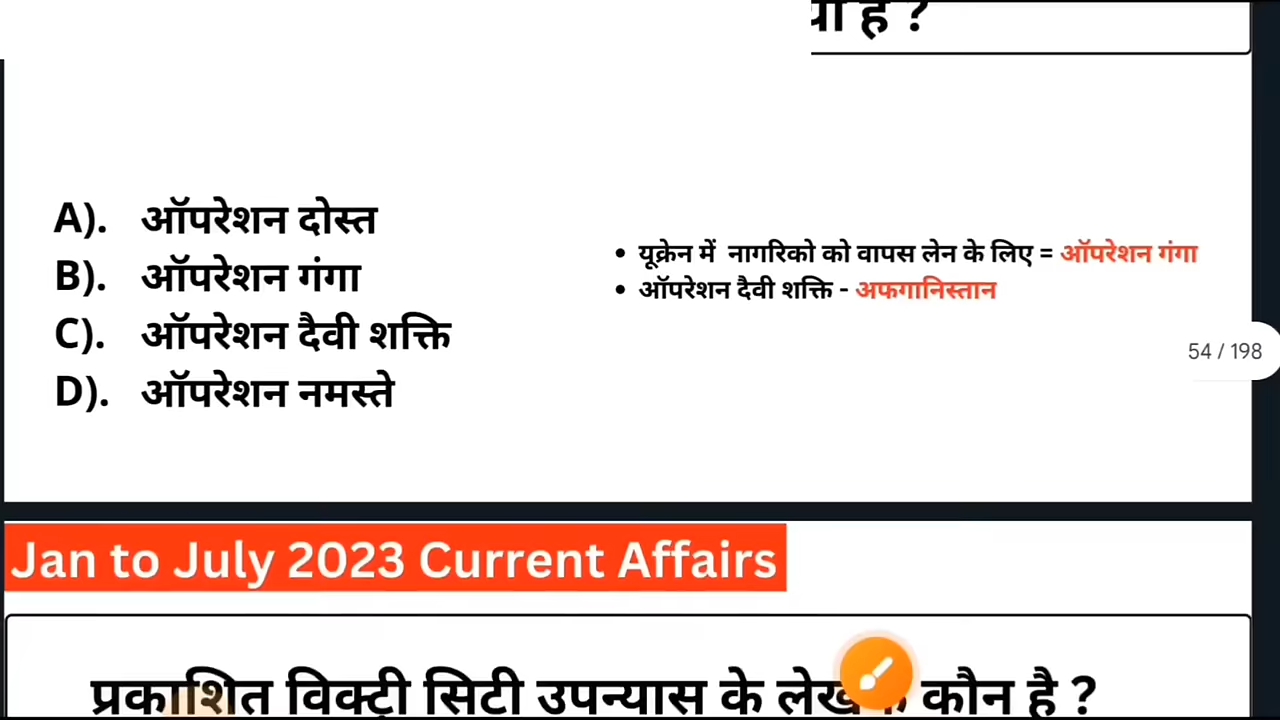 है ?
A). ऑपरेशन दोस्त
B). ऑपरेशन गंगा
C). ऑपरेशन दैवी शक्ति
D). ऑपरेशन नमस्ते
• यूक्रेन में नागरिको को वापस लेन के लिए = ऑपरेशन गंगा
• ऑपरेशन दैवी शक्ति - अफगानिस्तान
54 / 198
Jan to July 2023 Current Affairs
प्रकाशित विक्ट्री सिटी उपन्यास के कौन है ?